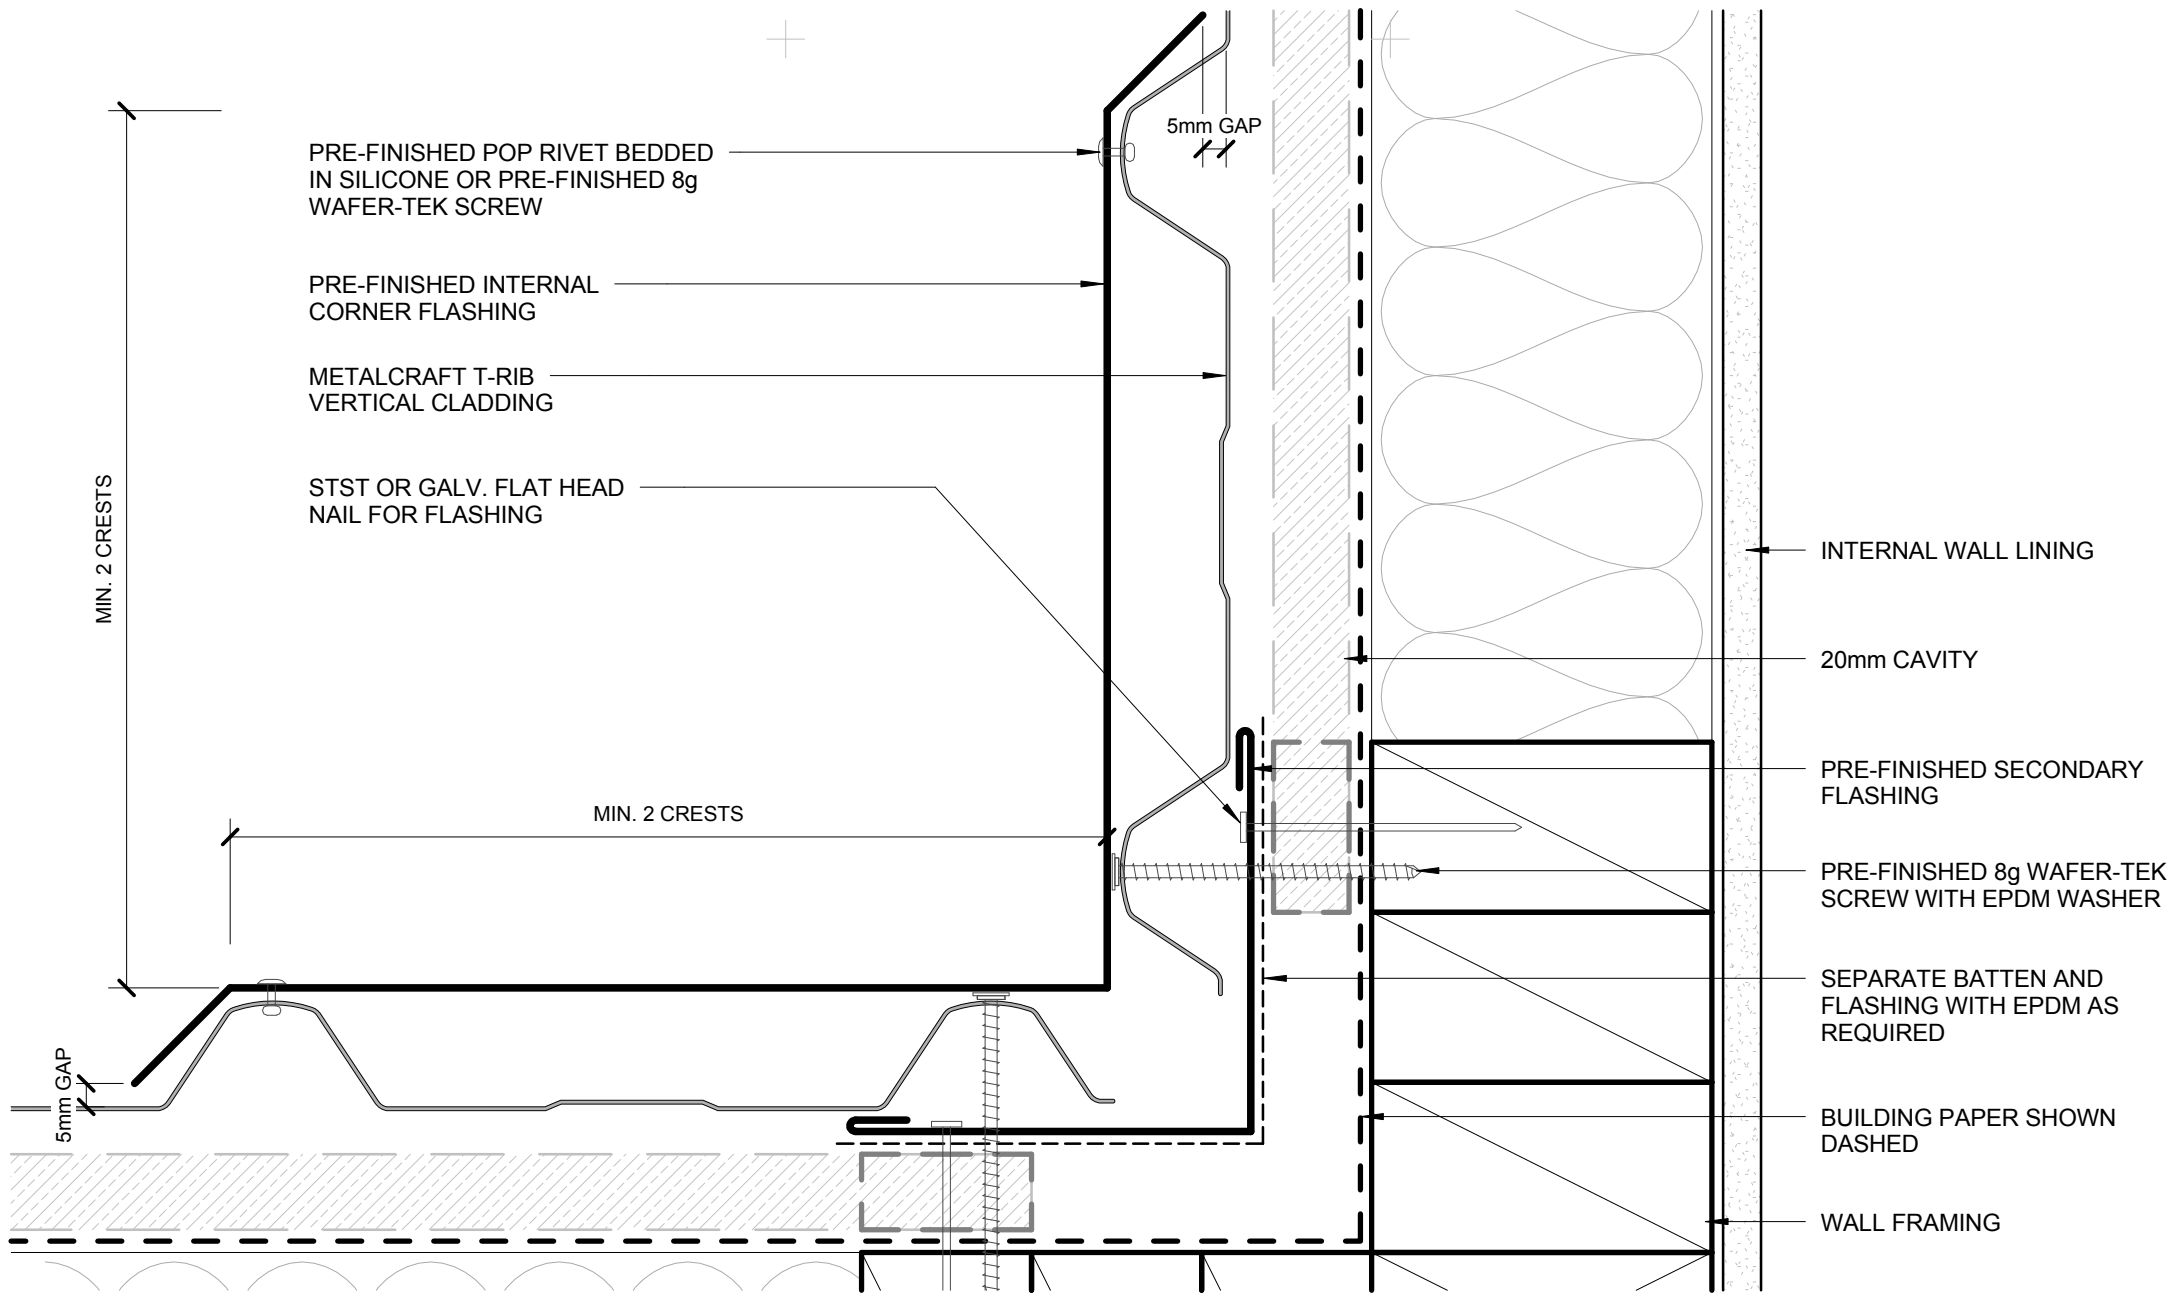 5mm GAP
PRE-FINISHED POP RIVET BEDDED
IN SILICONE OR PRE-FINISHED 8g
WAFER-TEK SCREW
PRE-FINISHED INTERNAL
CORNER FLASHING
METALCRAFT T-RIB
VERTICAL CLADDING
STST OR GALV. FLAT HEAD
NAIL FOR FLASHING
MIN. 2 CRESTS
MIN. 2 CRESTS
5mm GAP
INTERNAL WALL LINING
20mm CAVITY
PRE-FINISHED SECONDARY
FLASHING
PRE-FINISHED 8g WAFER-TEK
SCREW WITH EPDM WASHER
SEPARATE BATTEN AND
FLASHING WITH EPDM AS
REQUIRED
BUILDING PAPER SHOWN
DASHED
WALL FRAMING